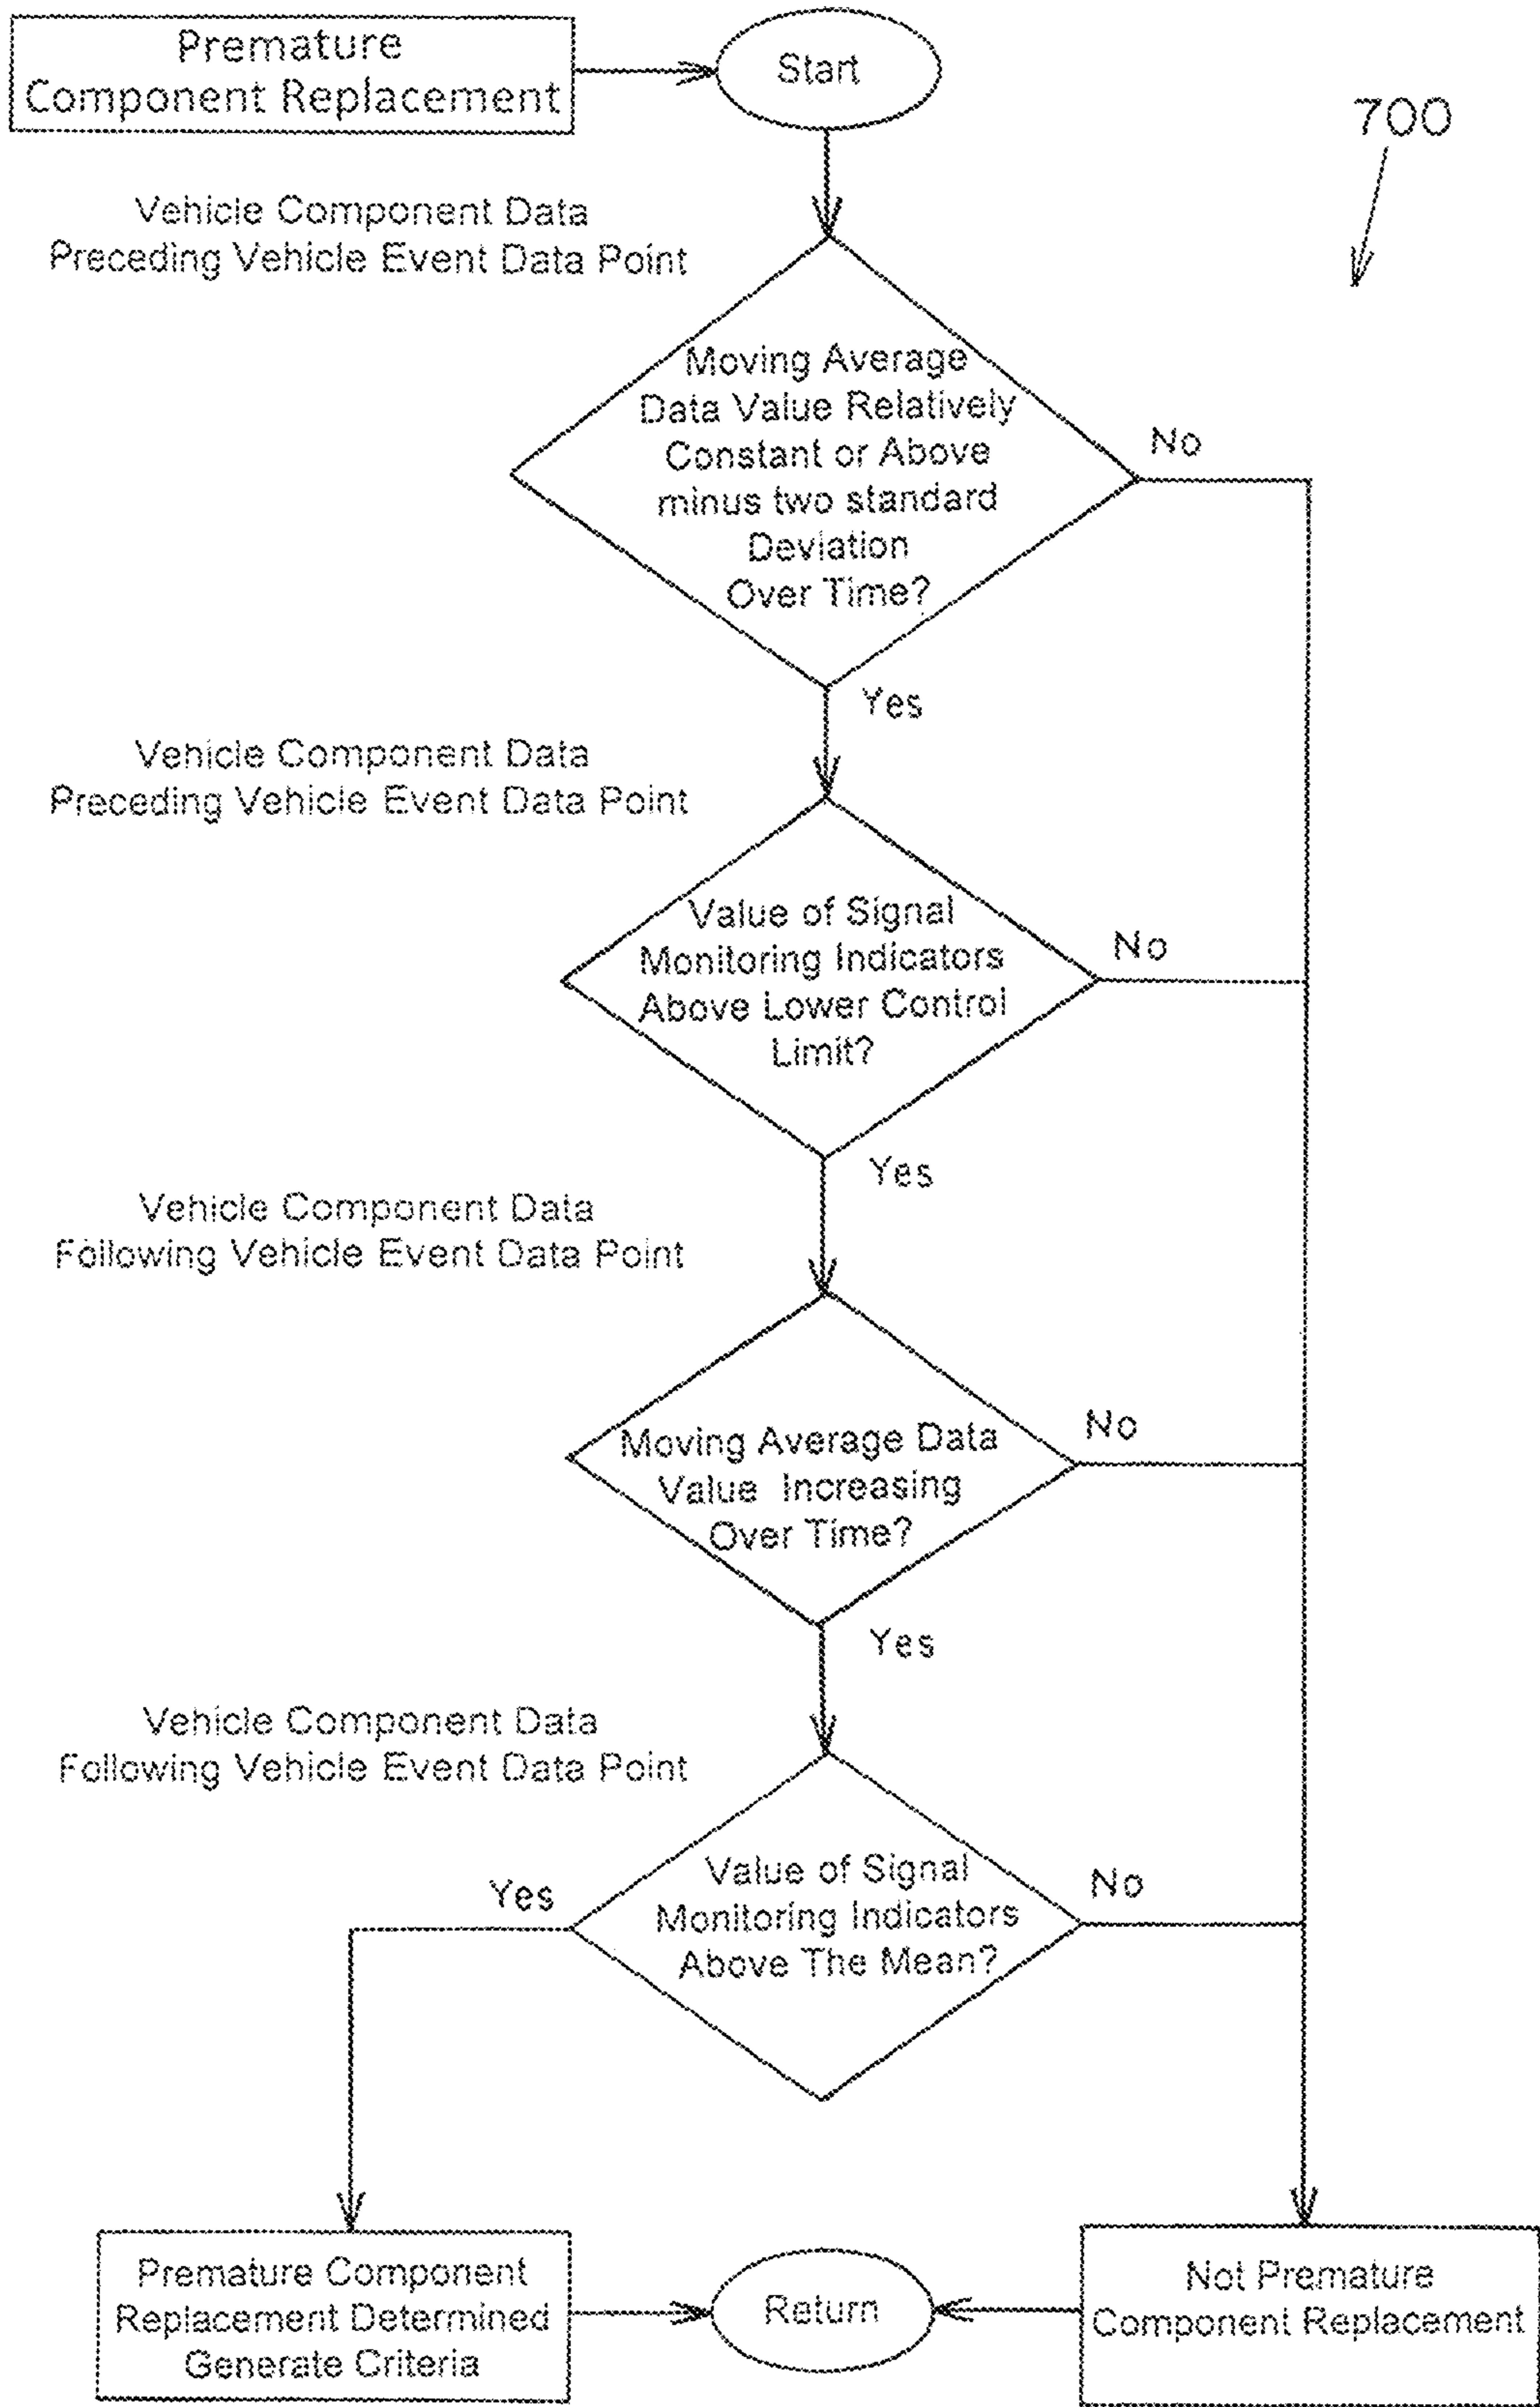 Premature
Component Replacement
Start
700
Vehicle Component Data
Preceding Vehicle Event Data Point
Moving Average
Data Value Relatively
Constant or Above
minus two standard
Deviation
Over Time?
No
Yes
Vehicle Component Data
Preceding Vehicle Event Data Point
Value of Signal
Monitoring Indicators
Above Lower Control
Limit?
No
Yes
Vehicle Component Data
Following Vehicle Event Data Point
Moving Average Data
Value Increasing
Over Time?
No
Yes
Vehicle Component Data
Following Vehicle Event Data Point
Value of Signal
Monitoring Indicators
Above The Mean?
Yes
No
Premature Component
Replacement Determined
Generate Criteria
Return
Not Premature
Component Replacement